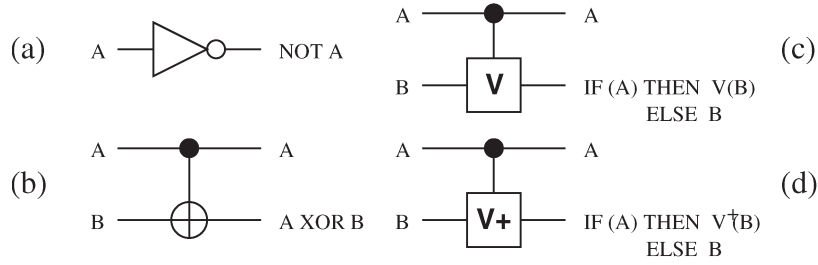 (a)
A
NOT A
(b)
A
A
B
A XOR B
A
A
B
V
IF (A) THEN V(B)
ELSE B
(c)
A
A
B
V+
IF (A) THEN V†(B)
ELSE B
(d)